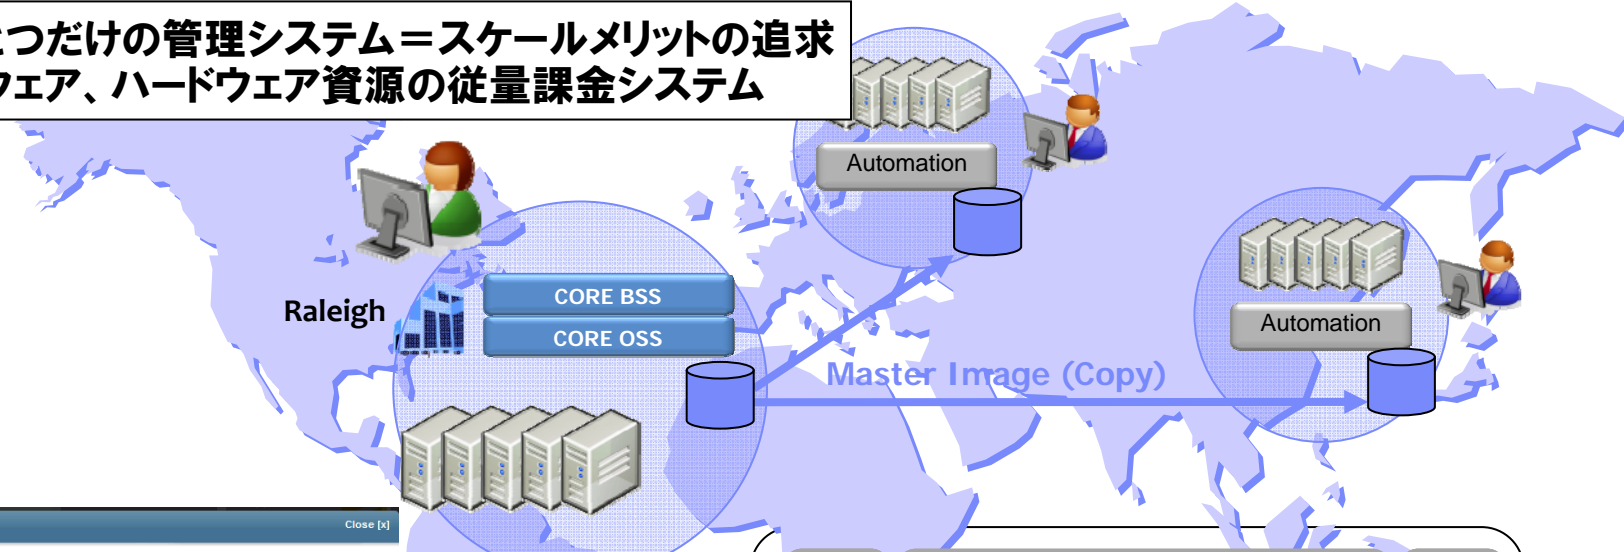 つだけの管理システム＝スケールメリットの追求
ウェア、ハードウェア資源の従量課金システム
Automation
Automation
Raleigh
CORE BSS
CORE OSS
Master Image (Copy)
Close [x]